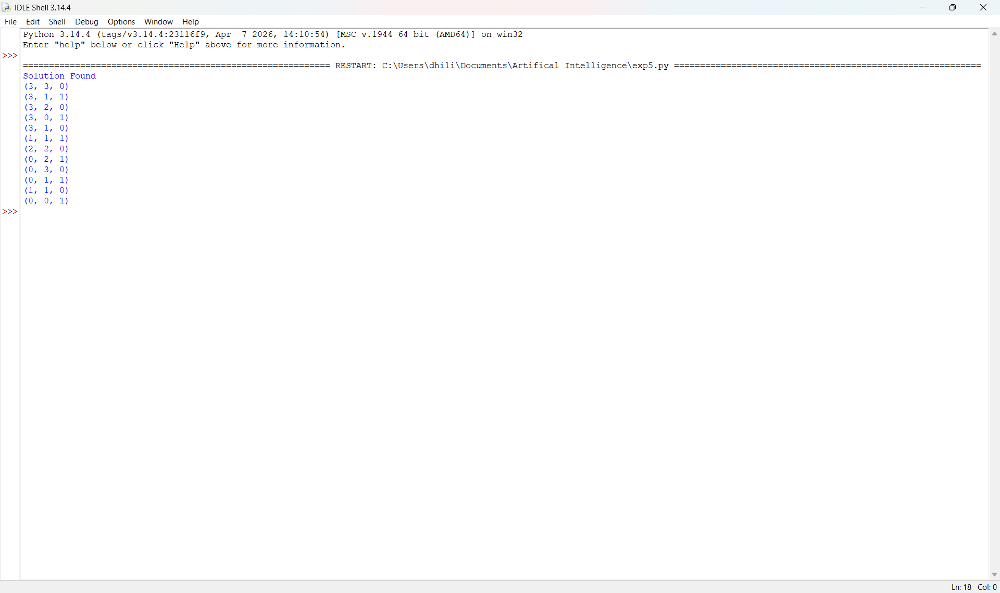 IDLE Shell 3.14.4
File Edit Shell Debug Options Window Help
Python 3.14.4 (tags/v3.14.4:23116f9, Apr  7 2026, 14:10:54) [MSC v.1944 64 bit (AMD64)] on win32
Enter "help" below or click "Help" above for more information.
>>>
=========================================================== RESTART: C:\Users\dhili\Documents\Artifical Intelligence\exp5.py ===========================================================
Solution Found
(3, 3, 0)
(3, 1, 1)
(3, 2, 0)
(3, 0, 1)
(3, 1, 0)
(1, 1, 1)
(2, 2, 0)
(0, 2, 1)
(0, 3, 0)
(0, 1, 1)
(1, 1, 0)
(0, 0, 1)
>>>
Ln: 18 Col: 0